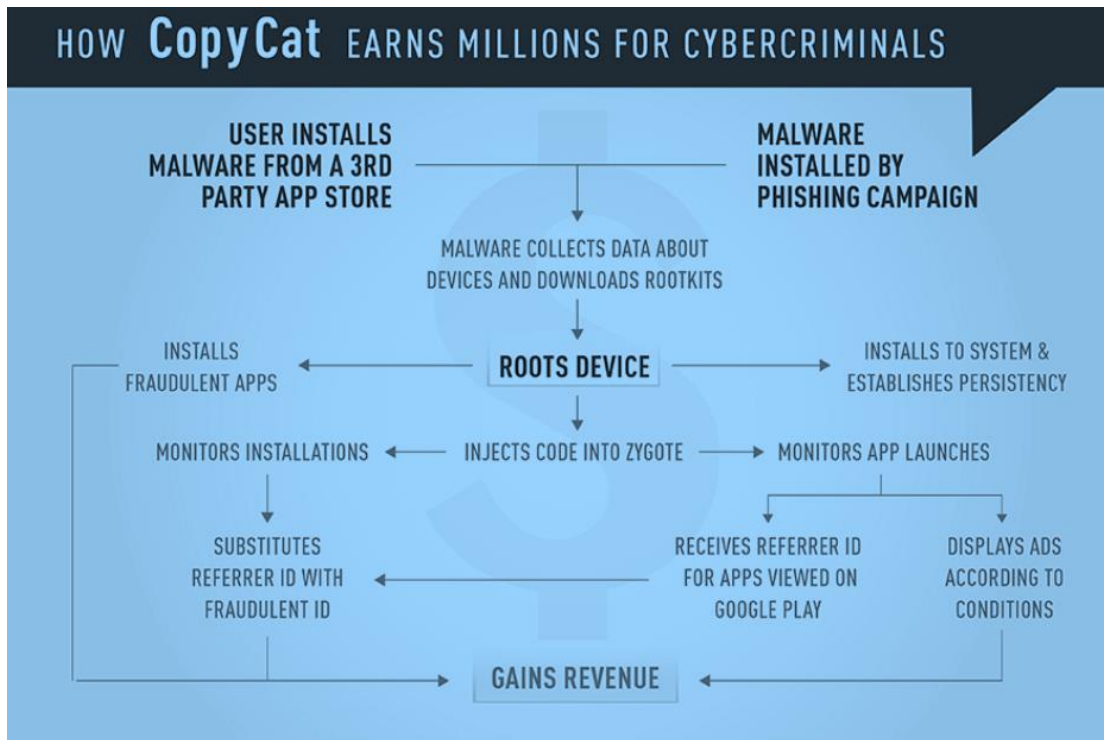 HOW CopyCat EARNS MILLIONS FOR CYBERCRIMINALS
USER INSTALLS
MALWARE FROM A 3RD
PARTY APP STORE
MALWARE
INSTALLED BY
PHISHING CAMPAIGN
MALWARE COLLECTS DATA ABOUT
DEVICES AND DOWNLOADS ROOTKITS
INSTALLS
FRAUDULENT APPS
ROOTS DEVICE
INSTALLS TO SYSTEM &
ESTABLISHES PERSISTENCY
MONITORS INSTALLATIONS
INJECTS CODE INTO ZYGOTE
MONITORS APP LAUNCHES
SUBSTITUTES
REFERRER ID WITH
FRAUDULENT ID
RECEIVES REFERRER ID
FOR APPS VIEWED ON
GOOGLE PLAY
DISPLAYS ADS
ACCORDING TO
CONDITIONS
GAINS REVENUE